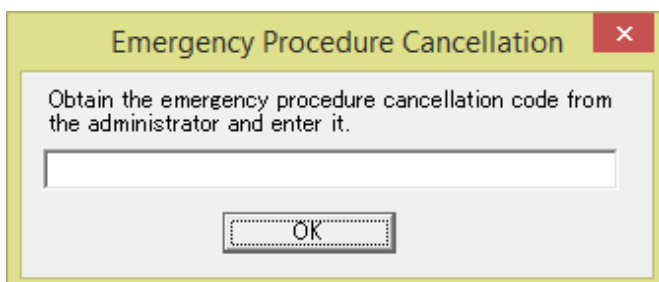 Emergency Procedure Cancellation
Obtain the emergency procedure cancellation code from
the administrator and enter it.
OK